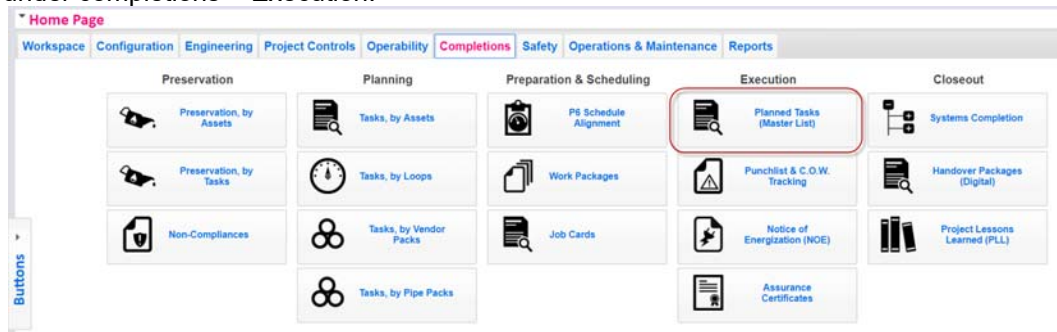 under completions – Execution.
Home Page
Workspace Configuration Engineering Project Controls Operability Completions Safety Operations & Maintenance Reports
Preservation Planning Preparation & Scheduling Execution Closeout
Preservation, by
Assets
Tasks, by Assets
P6 Schedule
Alignment
Planned Tasks
(Master List)
Systems Completion
Preservation, by
Tasks
Tasks, by Loops
Work Packages
Punchlist & C.O.W.
Tracking
Handover Packages
(Digital)
Non-Compliances
Tasks, by Vendor
Packs
Job Cards
Notice of
Energization (NOE)
Project Lessons
Learned (PLL)
Tasks, by Pipe Packs
Assurance
Certificates
Buttons